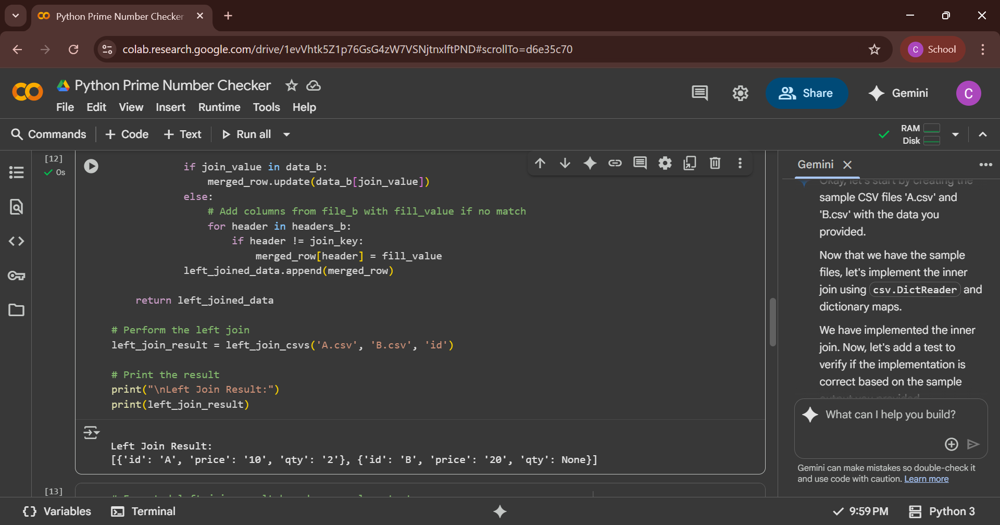 Python Prime Number Checker
colab.research.google.com/drive/1evVhtk5Z1p76GsG4zW7VSNjtnxlftPND#scrollTo=d6e35c70
C School
Python Prime Number Checker
File Edit View Insert Runtime Tools Help
Share
Gemini
C
Commands + Code + Text Run all
RAM
Disk
[12]
0s
if join_value in data_b:
merged_row.update(data_b[join_value])
else:
# Add columns from file_b with fill_value if no match
for header in headers_b:
if header != join_key:
merged_row[header] = fill_value
left_joined_data.append(merged_row)
return left_joined_data
# Perform the left join
left_join_result = left_join_csvs('A.csv', 'B.csv', 'id')
# Print the result
print("\nLeft Join Result:")
print(left_join_result)
Left Join Result:
[{'id': 'A', 'price': '10', 'qty': '2'}, {'id': 'B', 'price': '20', 'qty': None}]
[13]
Gemini
Okay, let's start by creating the
sample CSV files 'A.csv' and
'B.csv' with the data you
provided.
Now that we have the sample
files, let's implement the inner
join using csv.DictReader and
dictionary maps.
We have implemented the inner
join. Now, let's add a test to
verify if the implementation is
correct based on the sample
output you provided.
What can I help you build?
Gemini can make mistakes so double-check it
and use code with caution. Learn more
{} Variables Terminal
9:59 PM Python 3